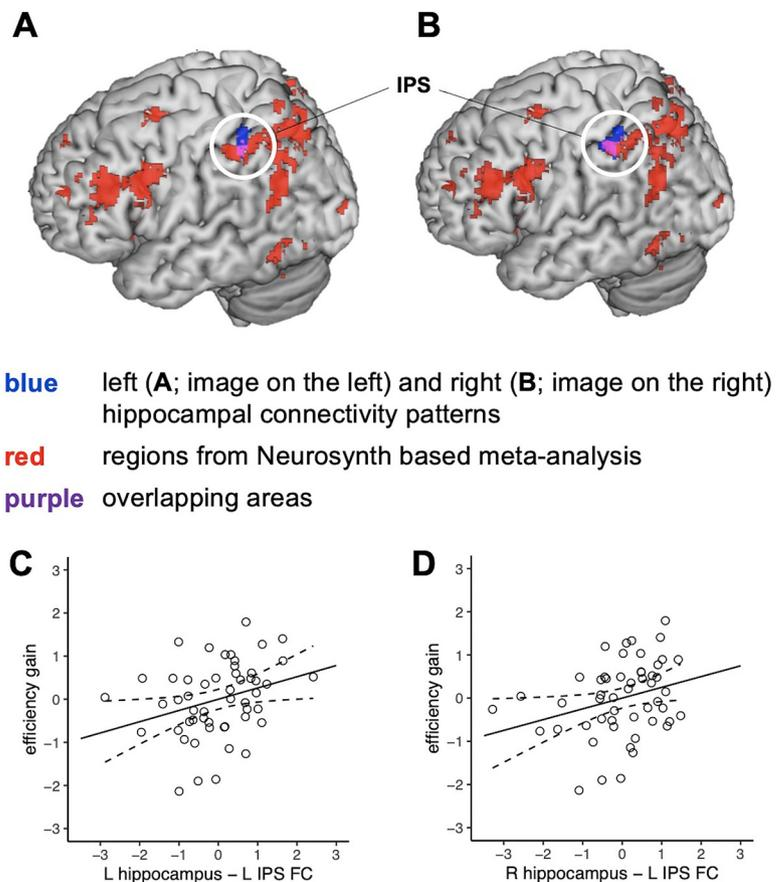 A
B
IPS
blue left (A; image on the left) and right (B; image on the right)
hippocampal connectivity patterns
red regions from Neurosynth based meta-analysis
purple overlapping areas
C
3
2
1
0
−1
−2
−3
efficiency gain
−3 −2 −1 0 1 2 3
L hippocampus – L IPS FC
D
3
2
1
0
−1
−2
−3
efficiency gain
−3 −2 −1 0 1 2 3
R hippocampus – L IPS FC